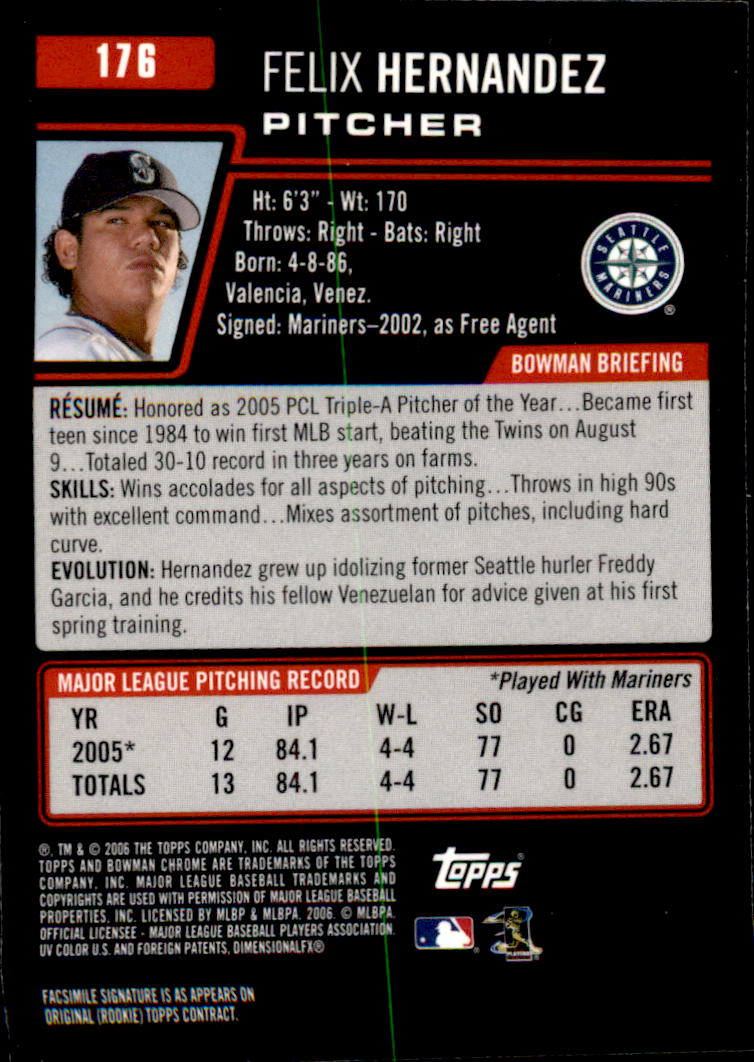 176
FELIX HERNANDEZ
PITCHER
S
Ht: 6'3" - Wt: 170
Throws: Right - Bats: Right
Born: 4-8-86,
Valencia, Venez.
Signed: Mariners–2002, as Free Agent
SEATTLE
MARINERS
®
BOWMAN BRIEFING
RÉSUMÉ: Honored as 2005 PCL Triple-A Pitcher of the Year...Became first
teen since 1984 to win first MLB start, beating the Twins on August
9...Totaled 30-10 record in three years on farms.
SKILLS: Wins accolades for all aspects of pitching...Throws in high 90s
with excellent command...Mixes assortment of pitches, including hard
curve.
EVOLUTION: Hernandez grew up idolizing former Seattle hurler Freddy
Garcia, and he credits his fellow Venezuelan for advice given at his first
spring training.
MAJOR LEAGUE PITCHING RECORD *Played With Mariners
YR G IP W-L SO CG ERA
2005* 12 84.1 4-4 77 0 2.67
TOTALS 13 84.1 4-4 77 0 2.67
®, TM & © 2006 THE TOPPS COMPANY, INC. ALL RIGHTS RESERVED.
TOPPS AND BOWMAN CHROME ARE TRADEMARKS OF THE TOPPS
COMPANY, INC. MAJOR LEAGUE BASEBALL TRADEMARKS AND
COPYRIGHTS ARE USED WITH PERMISSION OF MAJOR LEAGUE BASEBALL
PROPERTIES, INC. LICENSED BY MLBP & MLBPA, 2006. © MLBPA.
OFFICIAL LICENSEE - MAJOR LEAGUE BASEBALL PLAYERS ASSOCIATION.
UV COLOR U.S. AND FOREIGN PATENTS, DIMENSIONALFX®
Topps®
FACSIMILE SIGNATURE IS AS APPEARS ON
ORIGINAL (ROOKIE) TOPPS CONTRACT.